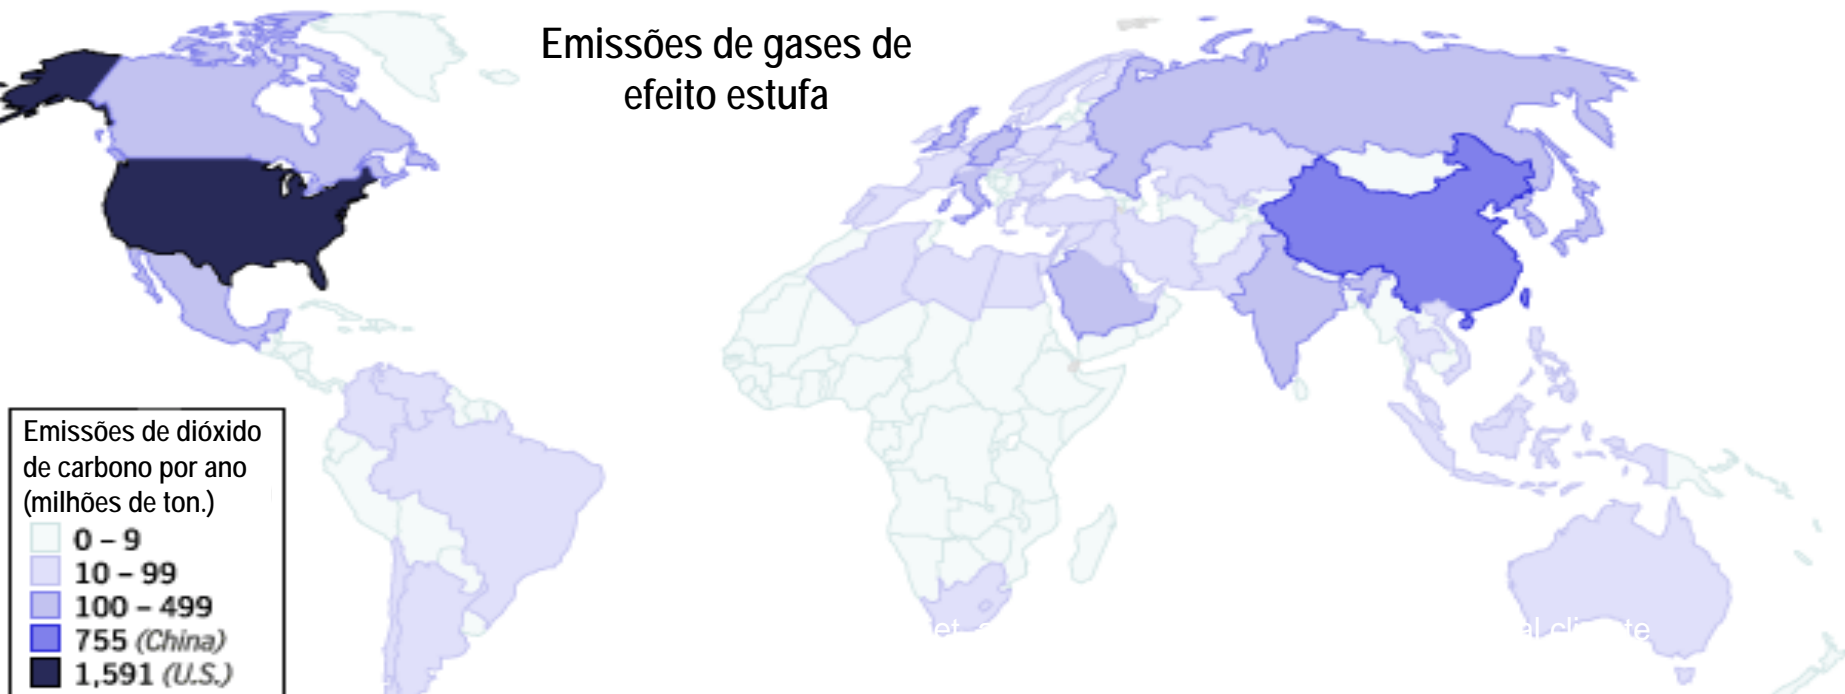 Emissões de gases de
efeito estufa
Emissões de dióxido
de carbono por ano
(milhões de ton.)
0 – 9
10 – 99
100 – 499
755 (China)
1,591 (U.S.)